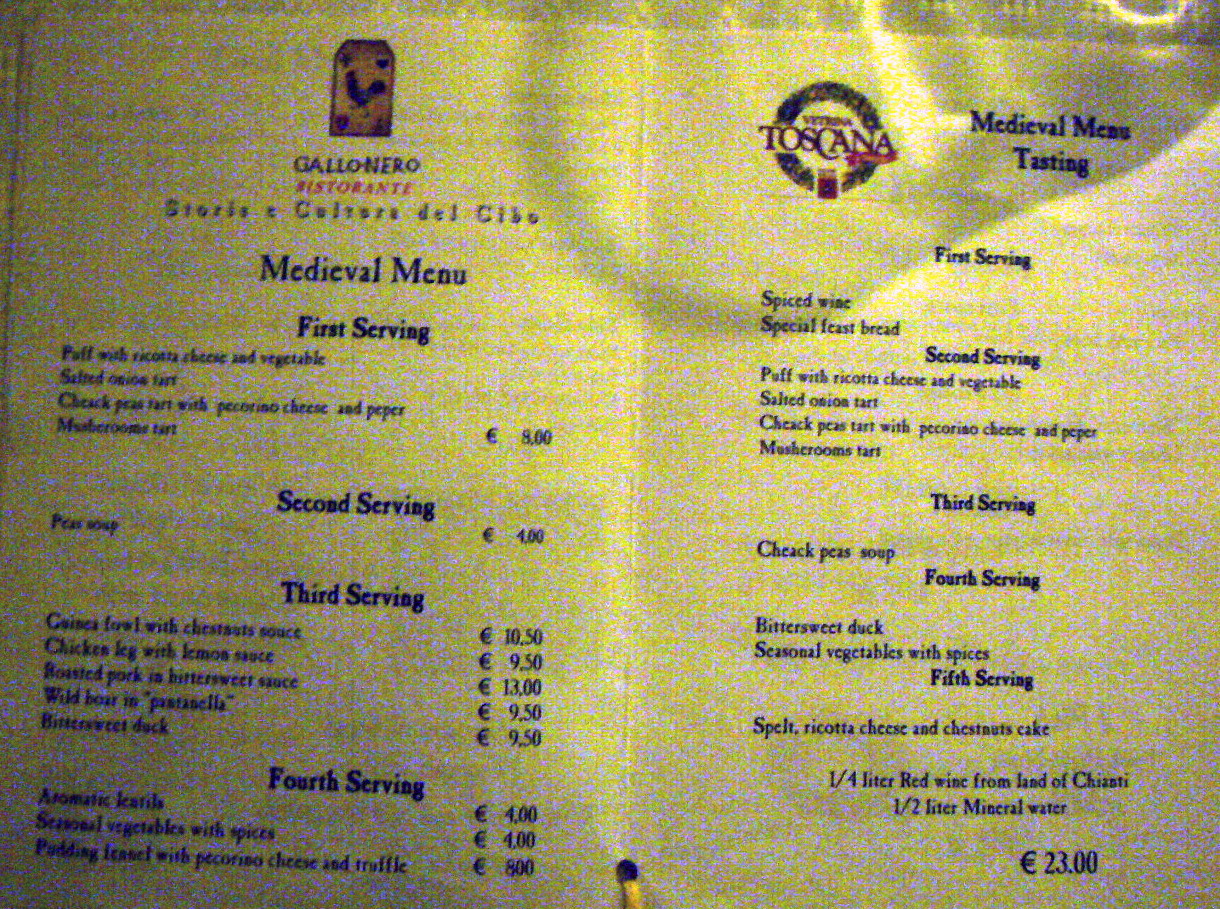 GALLO NERO
RISTORANTE
Storia e Cultura del Cibo
Medieval Menu
First Serving
Puff with ricotta cheese and vegetable
Salted onion tart
Cheack peas tart with pecorino cheese and peper
Musherooms tart € 8,00
Second Serving
Peas soup € 4,00
Third Serving
Guinea fowl with chestnuts souce € 10,50
Chicken leg with lemon sauce € 9,50
Roasted pork in bittersweet sauce € 13,00
Wild boar in "pantanella" € 9,50
Bittersweet duck € 9,50
Fourth Serving
Aromatic lentils € 4,00
Seasonal vegetables with spices € 4,00
Pudding fennel with pecorino cheese and truffle € 800
VETRINA
TOSCANA
Medieval Menu
Tasting
First Serving
Spiced wine
Special feast bread
Second Serving
Puff with ricotta cheese and vegetable
Salted onion tart
Cheack peas tart with pecorino cheese and peper
Musherooms tart
Third Serving
Cheack peas soup
Fourth Serving
Bittersweet duck
Seasonal vegetables with spices
Fifth Serving
Spelt, ricotta cheese and chestnuts cake
1/4 liter Red wine from land of Chianti
1/2 liter Mineral water
€ 23.00